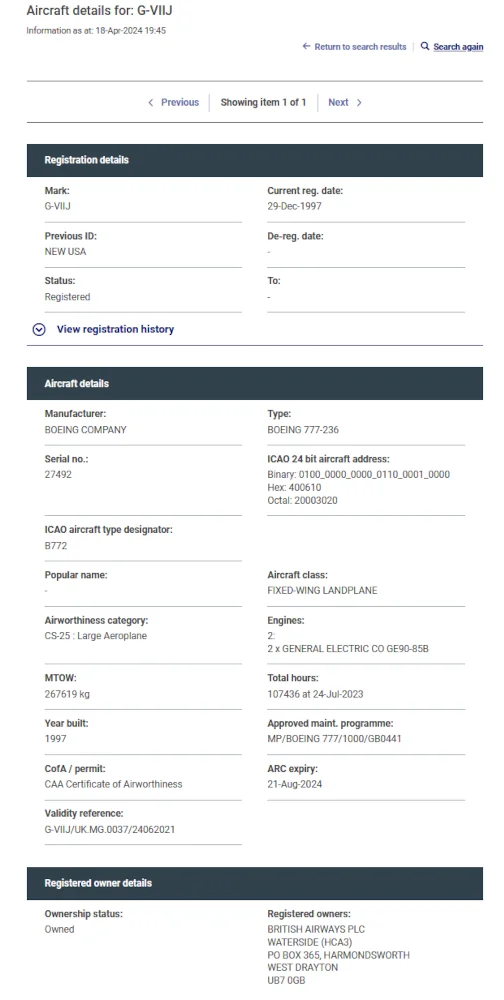 Aircraft details for: G-VIIJ
Information as at: 18-Apr-2024 19:45
Return to search results | Search again
Previous | Showing item 1 of 1 | Next
Registration details
Mark:
G-VIIJ
Current reg. date:
29-Dec-1997
Previous ID:
NEW USA
De-reg. date:
-
Status:
Registered
To:
-
View registration history
Aircraft details
Manufacturer:
BOEING COMPANY
Type:
BOEING 777-236
Serial no.:
27492
ICAO 24 bit aircraft address:
Binary: 0100_0000_0000_0110_0001_0000
Hex: 400610
Octal: 20003020
ICAO aircraft type designator:
B772
Popular name:
-
Aircraft class:
FIXED-WING LANDPLANE
Airworthiness category:
CS-25 : Large Aeroplane
Engines:
2:
2 x GENERAL ELECTRIC CO GE90-85B
MTOW:
267619 kg
Total hours:
107436 at 24-Jul-2023
Year built:
1997
Approved maint. programme:
MP/BOEING 777/1000/GB0441
CofA / permit:
CAA Certificate of Airworthiness
ARC expiry:
21-Aug-2024
Validity reference:
G-VIIJ/UK.MG.0037/24062021
Registered owner details
Ownership status:
Owned
Registered owners:
BRITISH AIRWAYS PLC
WATERSIDE (HCA3)
PO BOX 365, HARMONDSWORTH
WEST DRAYTON
UB7 0GB